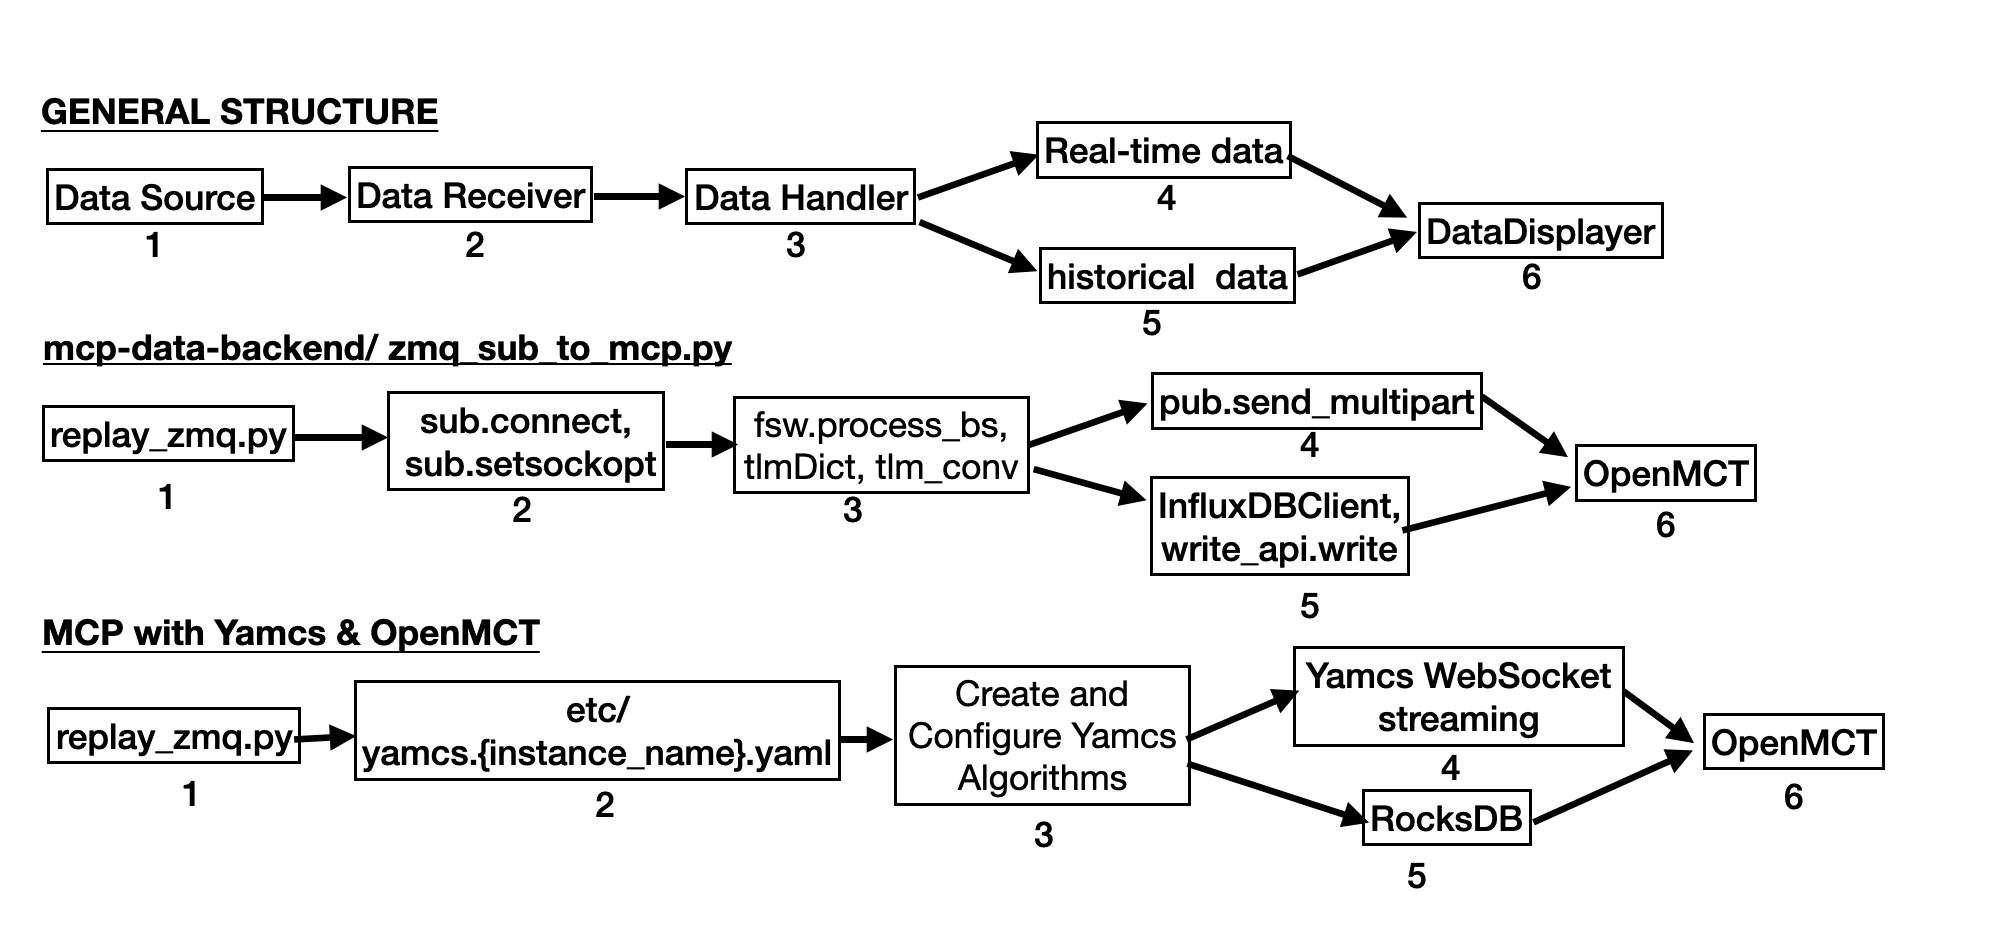 GENERAL STRUCTURE
Data Source
1
Data Receiver
2
Data Handler
3
Real-time data
4
historical  data
5
DataDisplayer
6
mcp-data-backend/ zmq_sub_to_mcp.py
replay_zmq.py
1
sub.connect,
sub.setsockopt
2
fsw.process_bs,
tlmDict, tlm_conv
3
pub.send_multipart
4
InfluxDBClient,
write_api.write
5
OpenMCT
6
MCP with Yamcs & OpenMCT
replay_zmq.py
1
etc/
yamcs.{instance_name}.yaml
2
Create and
Configure Yamcs
Algorithms
3
Yamcs WebSocket
streaming
4
RocksDB
5
OpenMCT
6